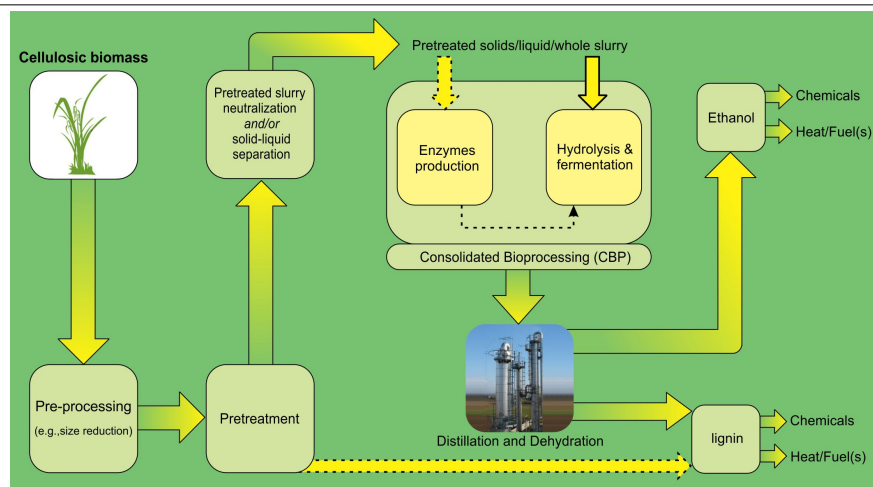 Cellulosic biomass
Pre-processing
(e.g.,size reduction)
Pretreatment
Pretreated slurry
neutralization
and/or
solid-liquid
separation
Pretreated solids/liquid/whole slurry
Enzymes
production
Hydrolysis &
fermentation
Consolidated Bioprocessing (CBP)
Distillation and Dehydration
Ethanol
Chemicals
Heat/Fuel(s)
lignin
Chemicals
Heat/Fuel(s)